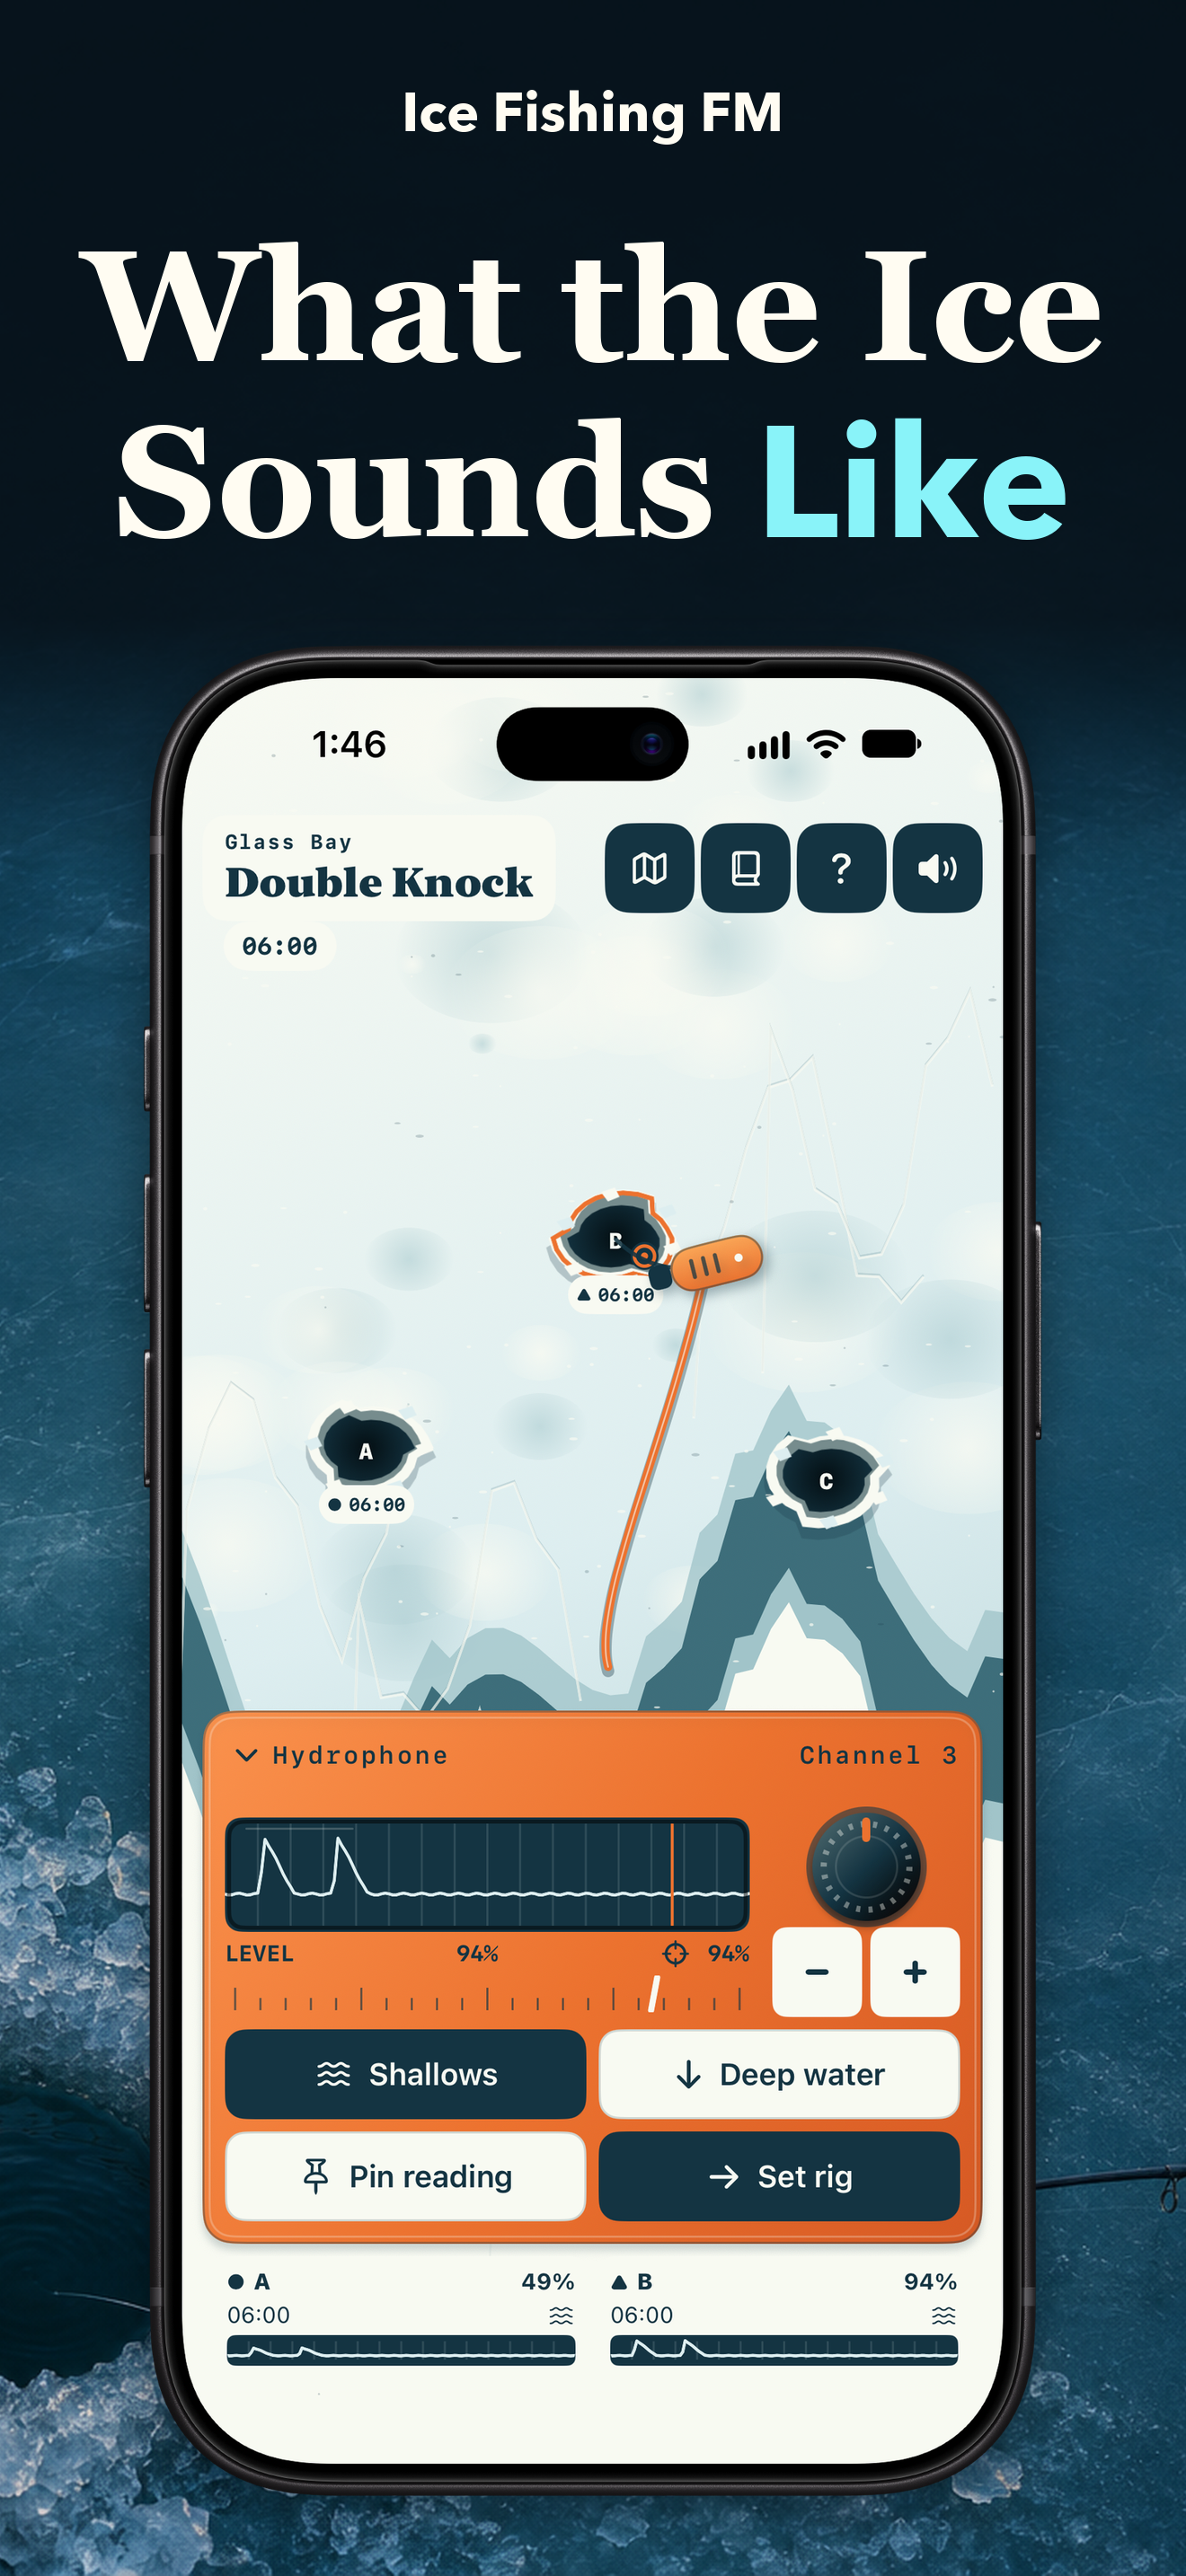 Ice Fishing FM
What the Ice
Sounds Like
1:46
Glass Bay
Double Knock
?
06:00
B
06:00
A
06:00
C
Hydrophone
Channel 3
LEVEL 94% 94%
Shallows
Deep water
Pin reading
Set rig
A 49%
06:00
B 94%
06:00